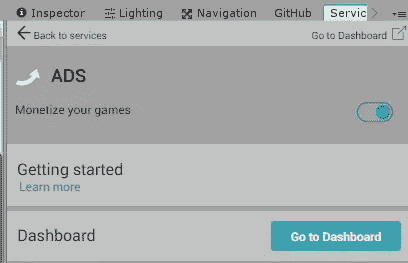 Inspector Lighting Navigation GitHub Servic
Back to services Go to Dashboard
ADS
Monetize your games
Getting started
Learn more
Dashboard Go to Dashboard